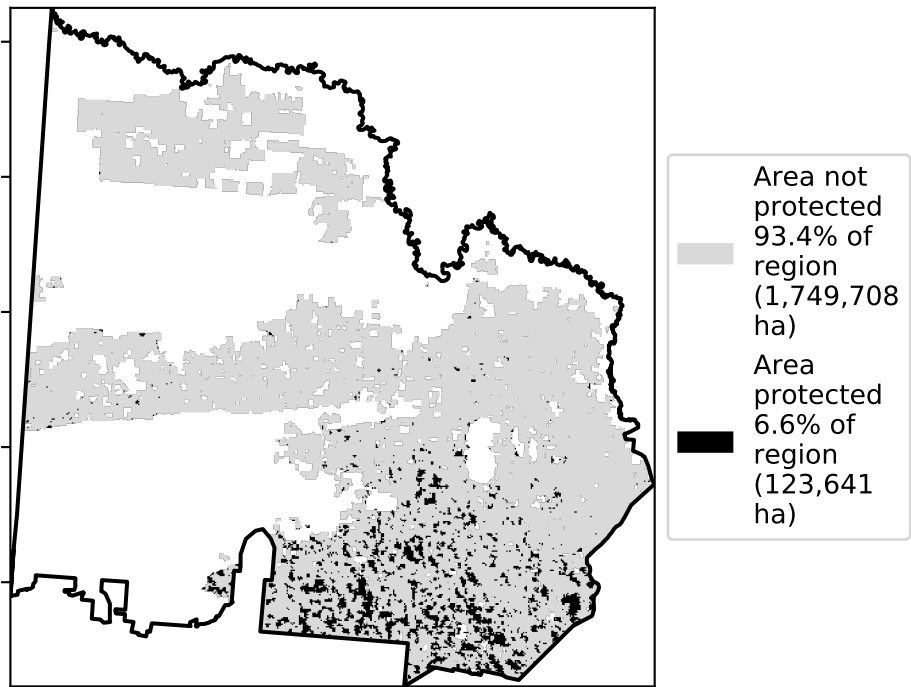 Area not
protected
93.4% of
region
(1,749,708
ha)
Area
protected
6.6% of
region
(123,641
ha)